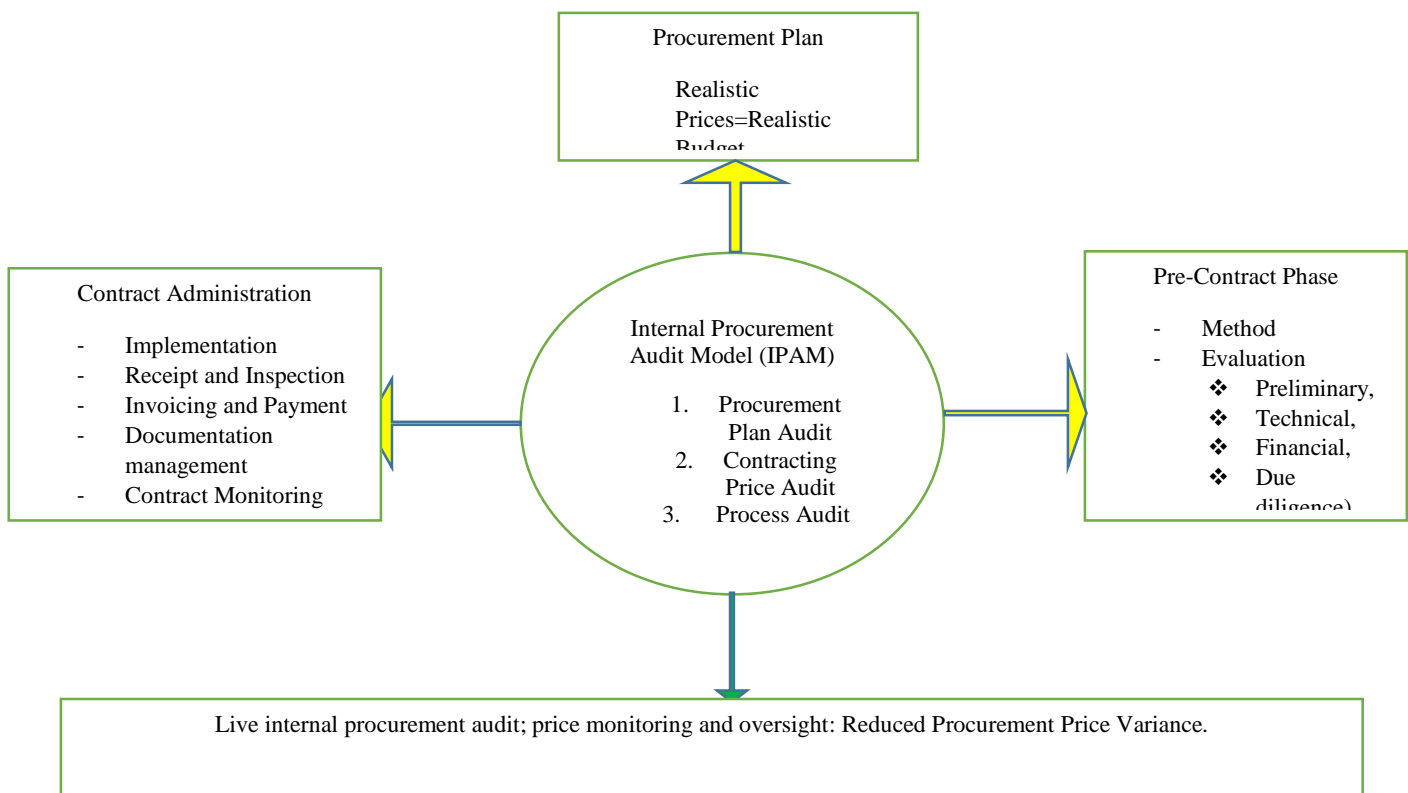 Procurement Plan
Realistic
Prices=Realistic
Budget
Contract Administration
- Implementation
- Receipt and Inspection
- Invoicing and Payment
- Documentation
management
- Contract Monitoring
Internal Procurement
Audit Model (IPAM)
1. Procurement
Plan Audit
2. Contracting
Price Audit
3. Process Audit
Pre-Contract Phase
- Method
- Evaluation
❖ Preliminary,
❖ Technical,
❖ Financial,
❖ Due
diligence)
Live internal procurement audit; price monitoring and oversight: Reduced Procurement Price Variance.